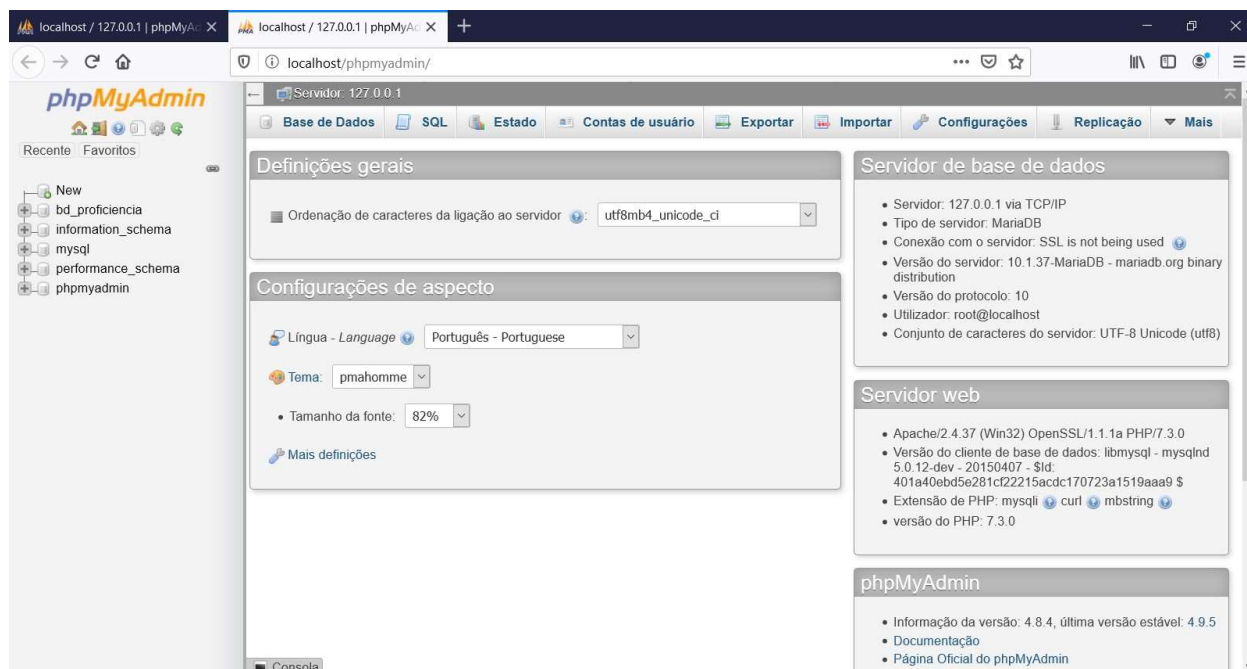 localhost / 127.0.0.1 | phpMyAd
localhost / 127.0.0.1 | phpMyAd
localhost/phpmyadmin/
phpMyAdmin
Recente Favoritos
New
bd_proficiencia
information_schema
mysql
performance_schema
phpmyadmin
Servidor: 127.0.0.1
Base de Dados SQL Estado Contas de usuário Exportar Importar Configurações Replicação Mais
Definições gerais
Ordenação de caracteres da ligação ao servidor : utf8mb4_unicode_ci
Configurações de aspecto
Língua - Language Português - Portuguese
Tema: pmahomme
Tamanho da fonte: 82%
Mais definições
Servidor de base de dados
Servidor: 127.0.0.1 via TCP/IP
Tipo de servidor: MariaDB
Conexão com o servidor: SSL is not being used
Versão do servidor: 10.1.37-MariaDB - mariadb.org binary
distribution
Versão do protocolo: 10
Utilizador: root@localhost
Conjunto de caracteres do servidor: UTF-8 Unicode (utf8)
Servidor web
Apache/2.4.37 (Win32) OpenSSL/1.1.1a PHP/7.3.0
Versão do cliente de base de dados: libmysql - mysqlnd
5.0.12-dev - 20150407 - $Id:
401a40ebd5e281cf22215acdc170723a1519aaa9 $
Extensão de PHP: mysqli curl mbstring
versão do PHP: 7.3.0
phpMyAdmin
Informação da versão: 4.8.4, última versão estável: 4.9.5
Documentação
Página Oficial do phpMyAdmin
Consola